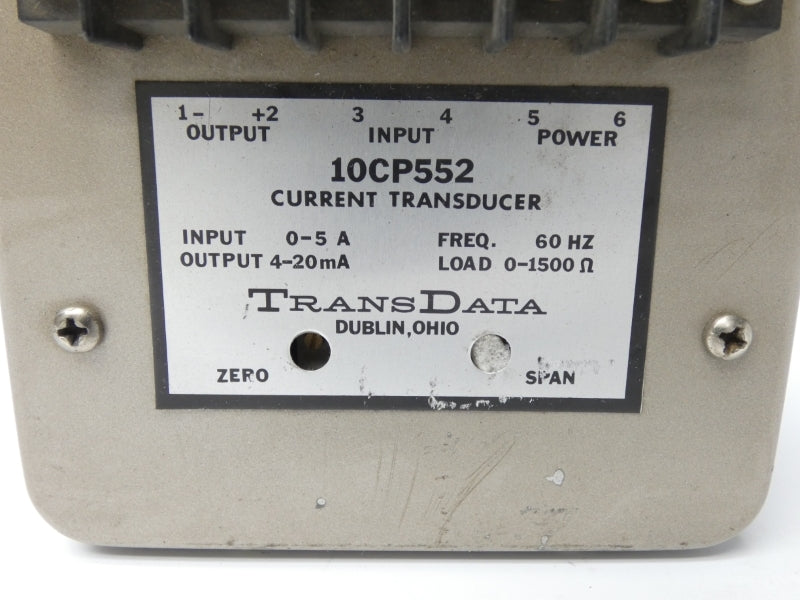 1- +2 3 4 5 6
OUTPUT INPUT POWER
10CP552
CURRENT TRANSDUCER
INPUT 0-5 A FREQ. 60 HZ
OUTPUT 4-20mA LOAD 0-1500 Ω
TRANSDATA
DUBLIN, OHIO
ZERO SPAN